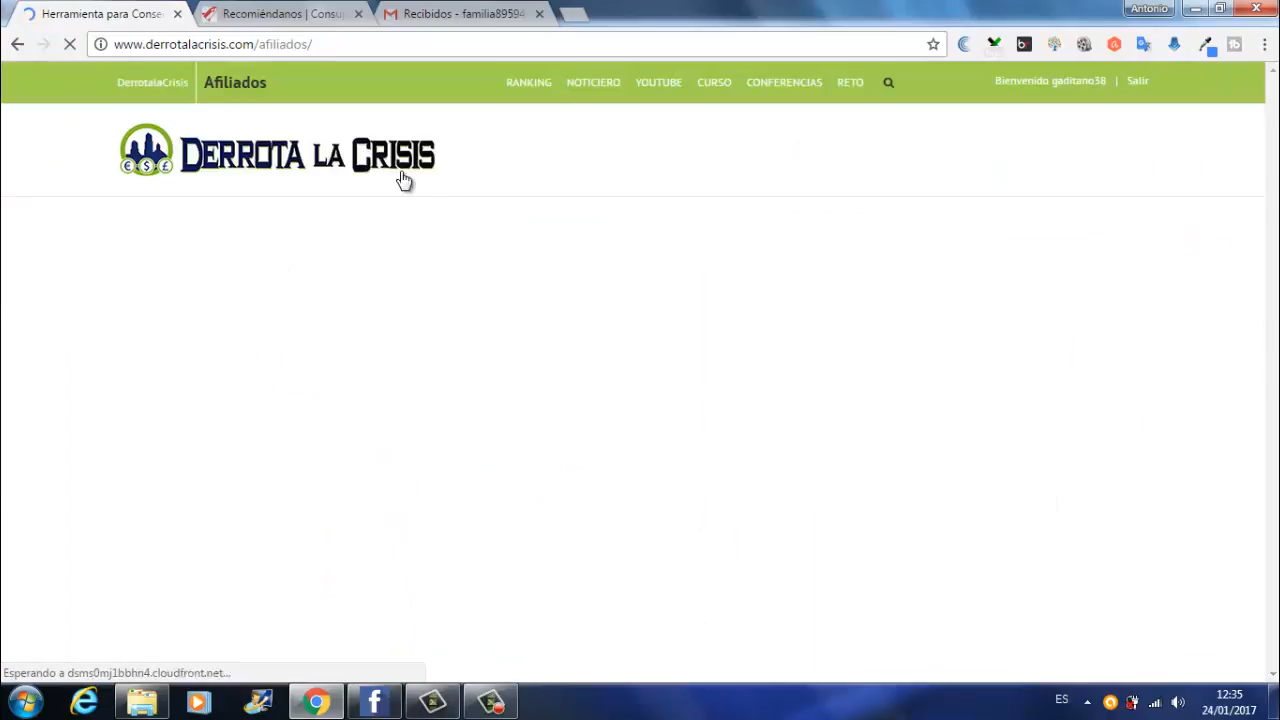 Herramienta para Conse
Recomiéndanos | Consu
Recibidos - familia8959
Antonio
www.derrotalacrisis.com/afiliados/
DerrotalaCrisis
Afiliados
RANKING
NOTICIERO
YOUTUBE
CURSO
CONFERENCIAS
RETO
Bienvenido gaditano38
|
Salir
DERROTA LA CRISIS
Esperando a dsms0mj1bbhn4.cloudfront.net...
ES
12:35
24/01/2017